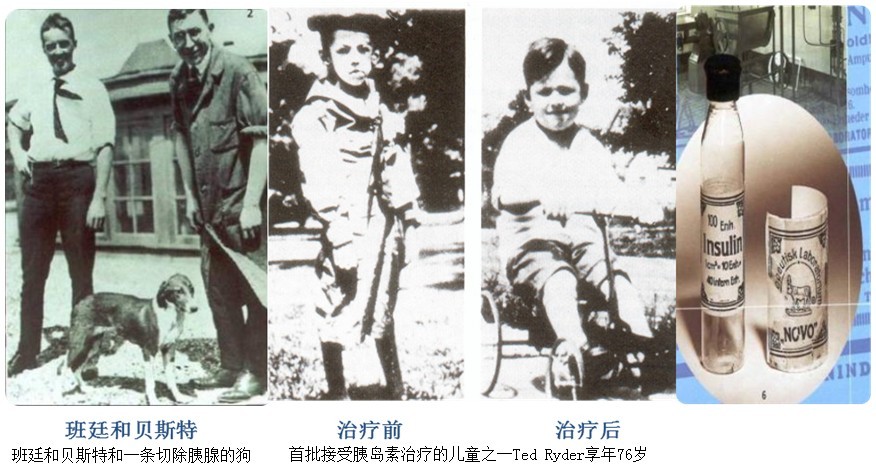 2
100 Enh.
Insulin
1cm³=10Enh.
NOVO
6
班廷和贝斯特
治疗前
治疗后
班廷和贝斯特和一条切除胰腺的狗
首批接受胰岛素治疗的儿童之一Ted Ryder享年76岁